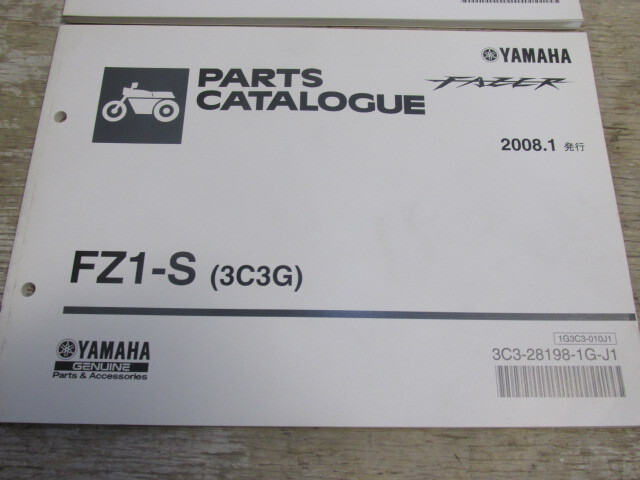 YAMAHA
PARTS
CATALOGUE
FAZER
2008.1 発行
FZ1-S (3C3G)
YAMAHA
GENUINE
Parts & Accessories
1G3C3-010J1
3C3-28198-1G-J1